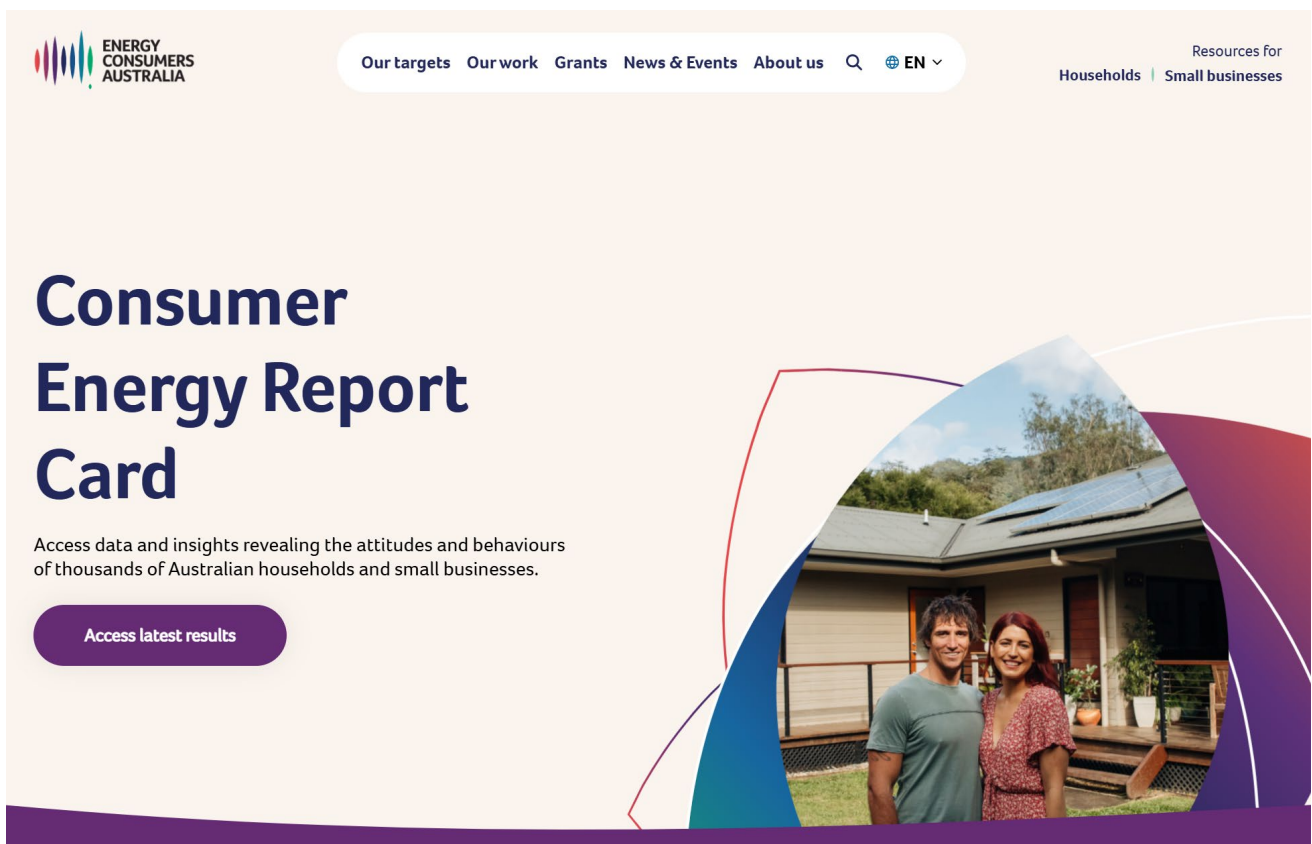 ENERGY
CONSUMERS
AUSTRALIA
Our targets Our work Grants News & Events About us EN
Resources for
Households Small businesses
Consumer
Energy Report
Card
Access data and insights revealing the attitudes and behaviours
of thousands of Australian households and small businesses.
Access latest results